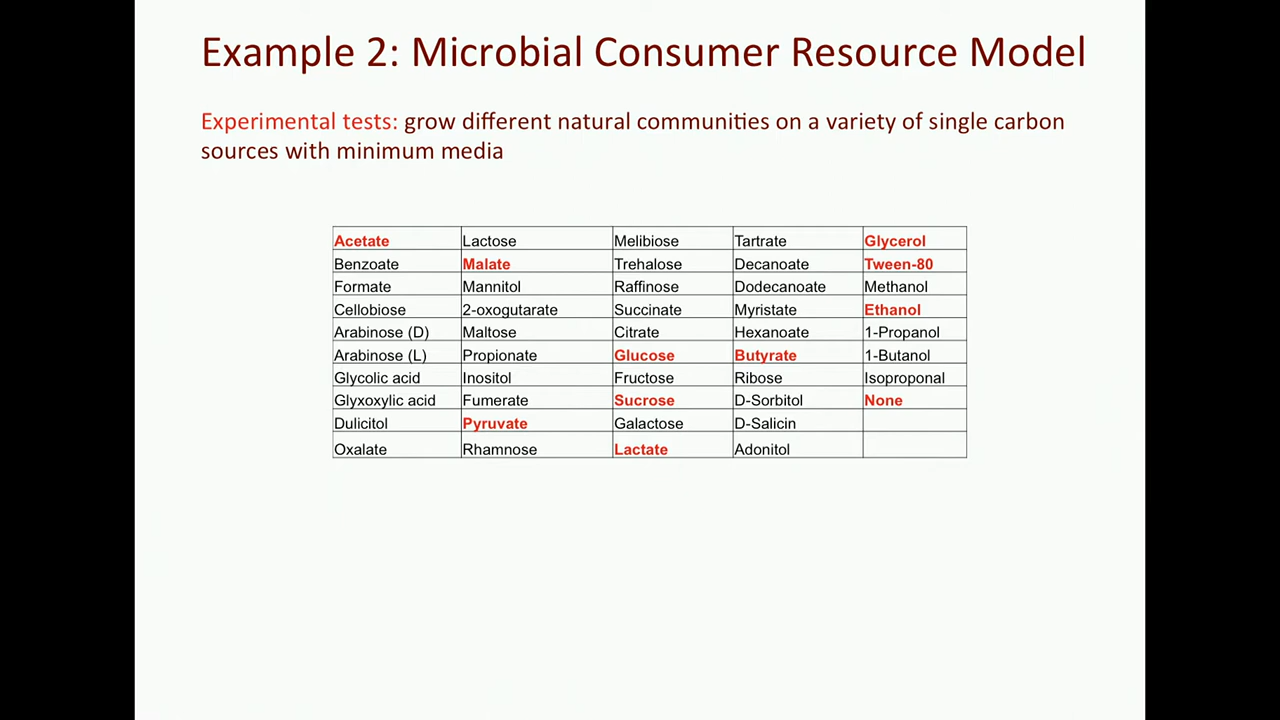 Example 2: Microbial Consumer Resource Model
Experimental tests: grow different natural communities on a variety of single carbon
sources with minimum media
Acetate Lactose Melibiose Tartrate Glycerol
Benzoate Malate Trehalose Decanoate Tween-80
Formate Mannitol Raffinose Dodecanoate Methanol
Cellobiose 2-oxogutarate Succinate Myristate Ethanol
Arabinose (D) Maltose Citrate Hexanoate 1-Propanol
Arabinose (L) Propionate Glucose Butyrate 1-Butanol
Glycolic acid Inositol Fructose Ribose Isoproponal
Glyxoxylic acid Fumerate Sucrose D-Sorbitol None
Dulicitol Pyruvate Galactose D-Salicin
Oxalate Rhamnose Lactate Adonitol